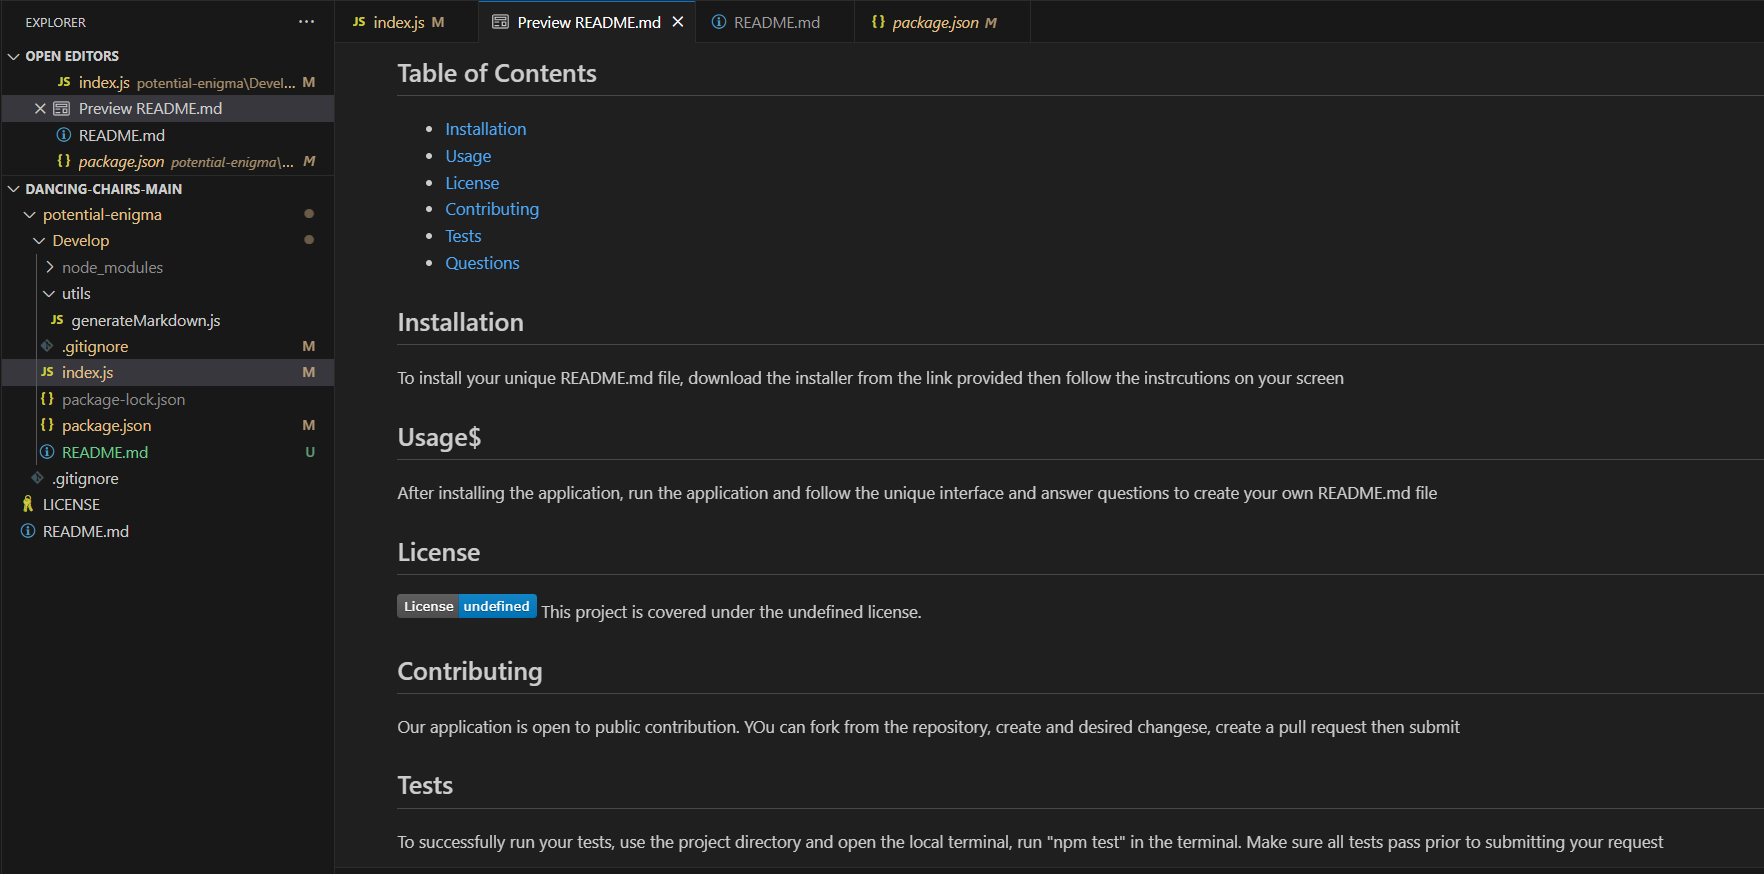 EXPLORER ···
OPEN EDITORS
JS index.js potential-enigma\Devel... M
Preview README.md
README.md
{} package.json potential-enigma\... M
DANCING-CHAIRS-MAIN
potential-enigma
Develop
node_modules
utils
JS generateMarkdown.js
.gitignore M
JS index.js M
{} package-lock.json
{} package.json M
README.md U
.gitignore
LICENSE
README.md
JS index.js M Preview README.md README.md {} package.json M
Table of Contents
• Installation
• Usage
• License
• Contributing
• Tests
• Questions
Installation
To install your unique README.md file, download the installer from the link provided then follow the instrcutions on your screen
Usage$
After installing the application, run the application and follow the unique interface and answer questions to create your own README.md file
License
License undefined This project is covered under the undefined license.
Contributing
Our application is open to public contribution. YOu can fork from the repository, create and desired changese, create a pull request then submit
Tests
To successfully run your tests, use the project directory and open the local terminal, run "npm test" in the terminal. Make sure all tests pass prior to submitting your request